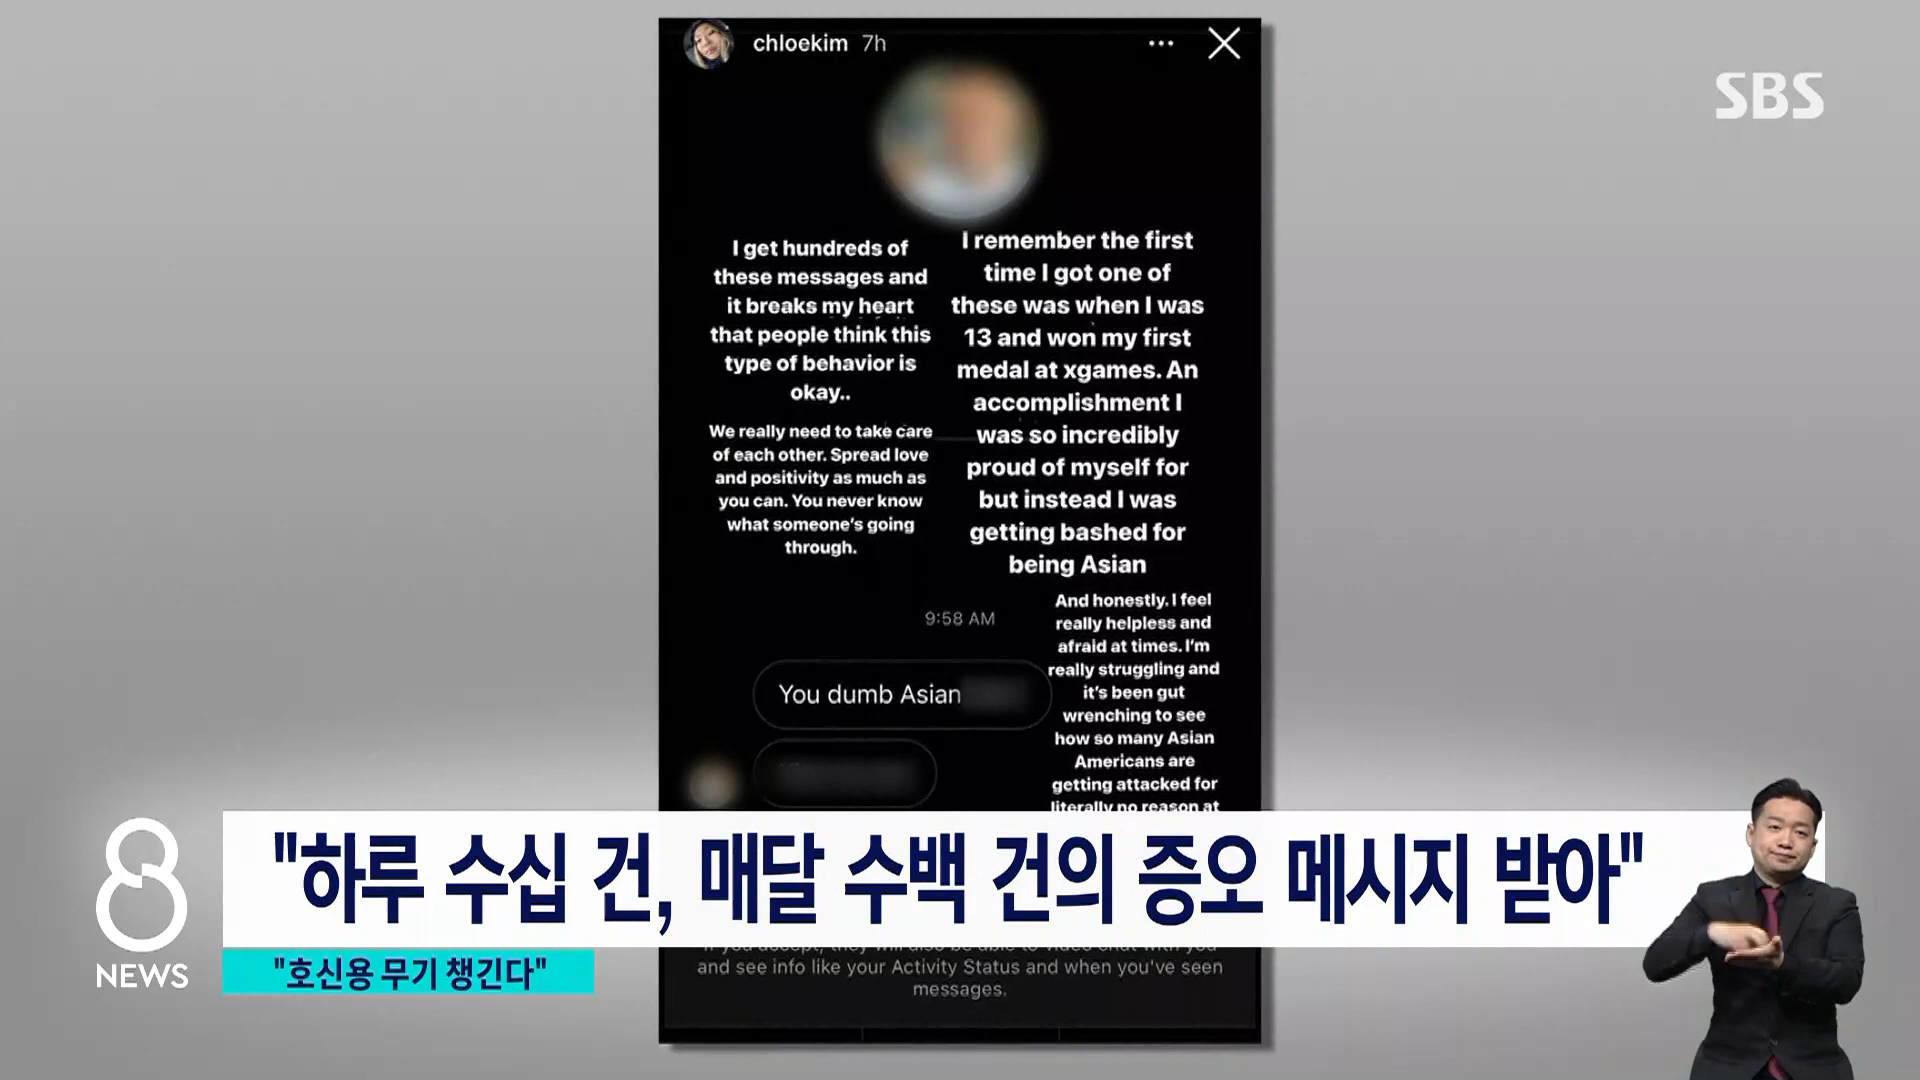 chloekim 7h
SBS
I get hundreds of
these messages and
it breaks my heart
that people think this
type of behavior is
okay..
We really need to take care
of each other. Spread love
and positivity as much as
you can. You never know
what someone's going
through.
I remember the first
time I got one of
these was when I was
13 and won my first
medal at xgames. An
accomplishment I
was so incredibly
proud of myself for
but instead I was
getting bashed for
being Asian
And honestly. I feel
really helpless and
afraid at times. I'm
really struggling and
it's been gut
wrenching to see
how so many Asian
Americans are
getting attacked for
literally no reason at
9:58 AM
You dumb Asian
"하루 수십 건, 매달 수백 건의 증오 메시지 받아"
8 NEWS
"호신용 무기 챙긴다"
If you accept, they will also be able to video chat with you
and see info like your Activity Status and when you've seen
messages.